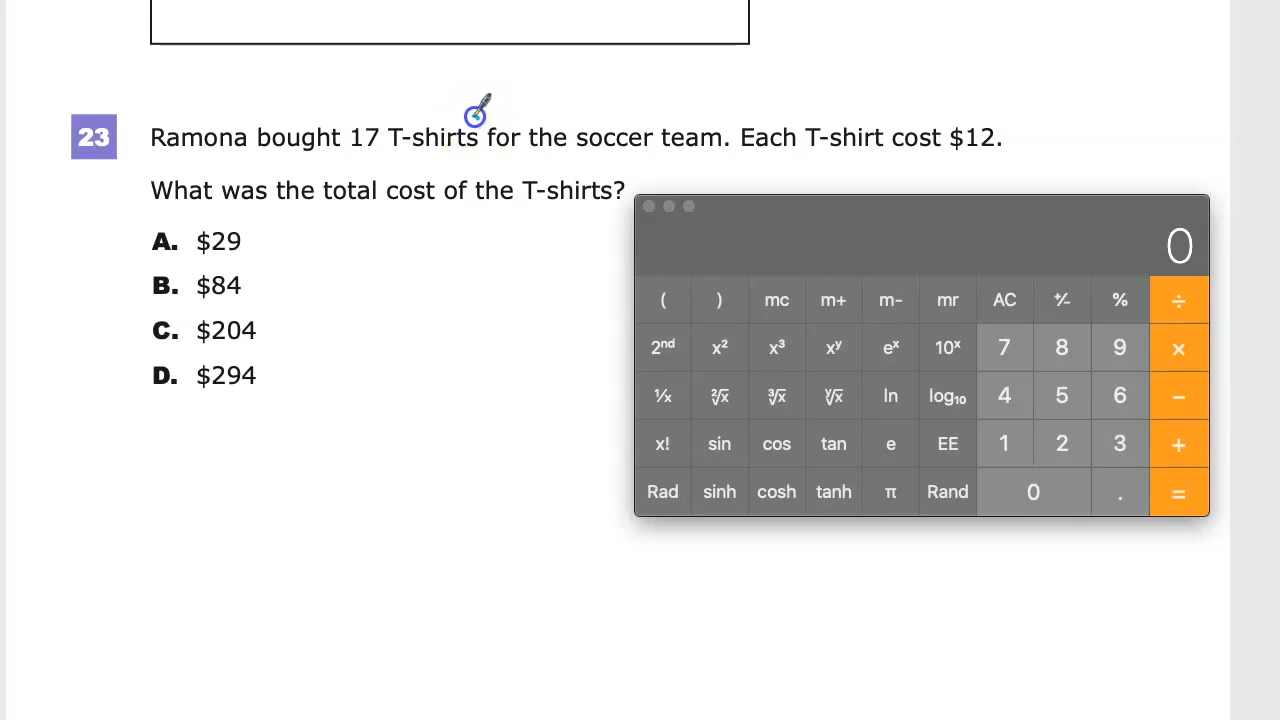 23 Ramona bought 17 T-shirts for the soccer team. Each T-shirt cost $12.
What was the total cost of the T-shirts?
A. $29
B. $84
C. $204
D. $294
0
( ) mc m+ m- mr AC ⁺∕₋ % ÷
2ⁿᵈ x² x³ xʸ eˣ 10ˣ 7 8 9 ×
¹∕x ²√x ³√x ʸ√x ln log₁₀ 4 5 6 −
x! sin cos tan e EE 1 2 3 +
Rad sinh cosh tanh π Rand 0 . =